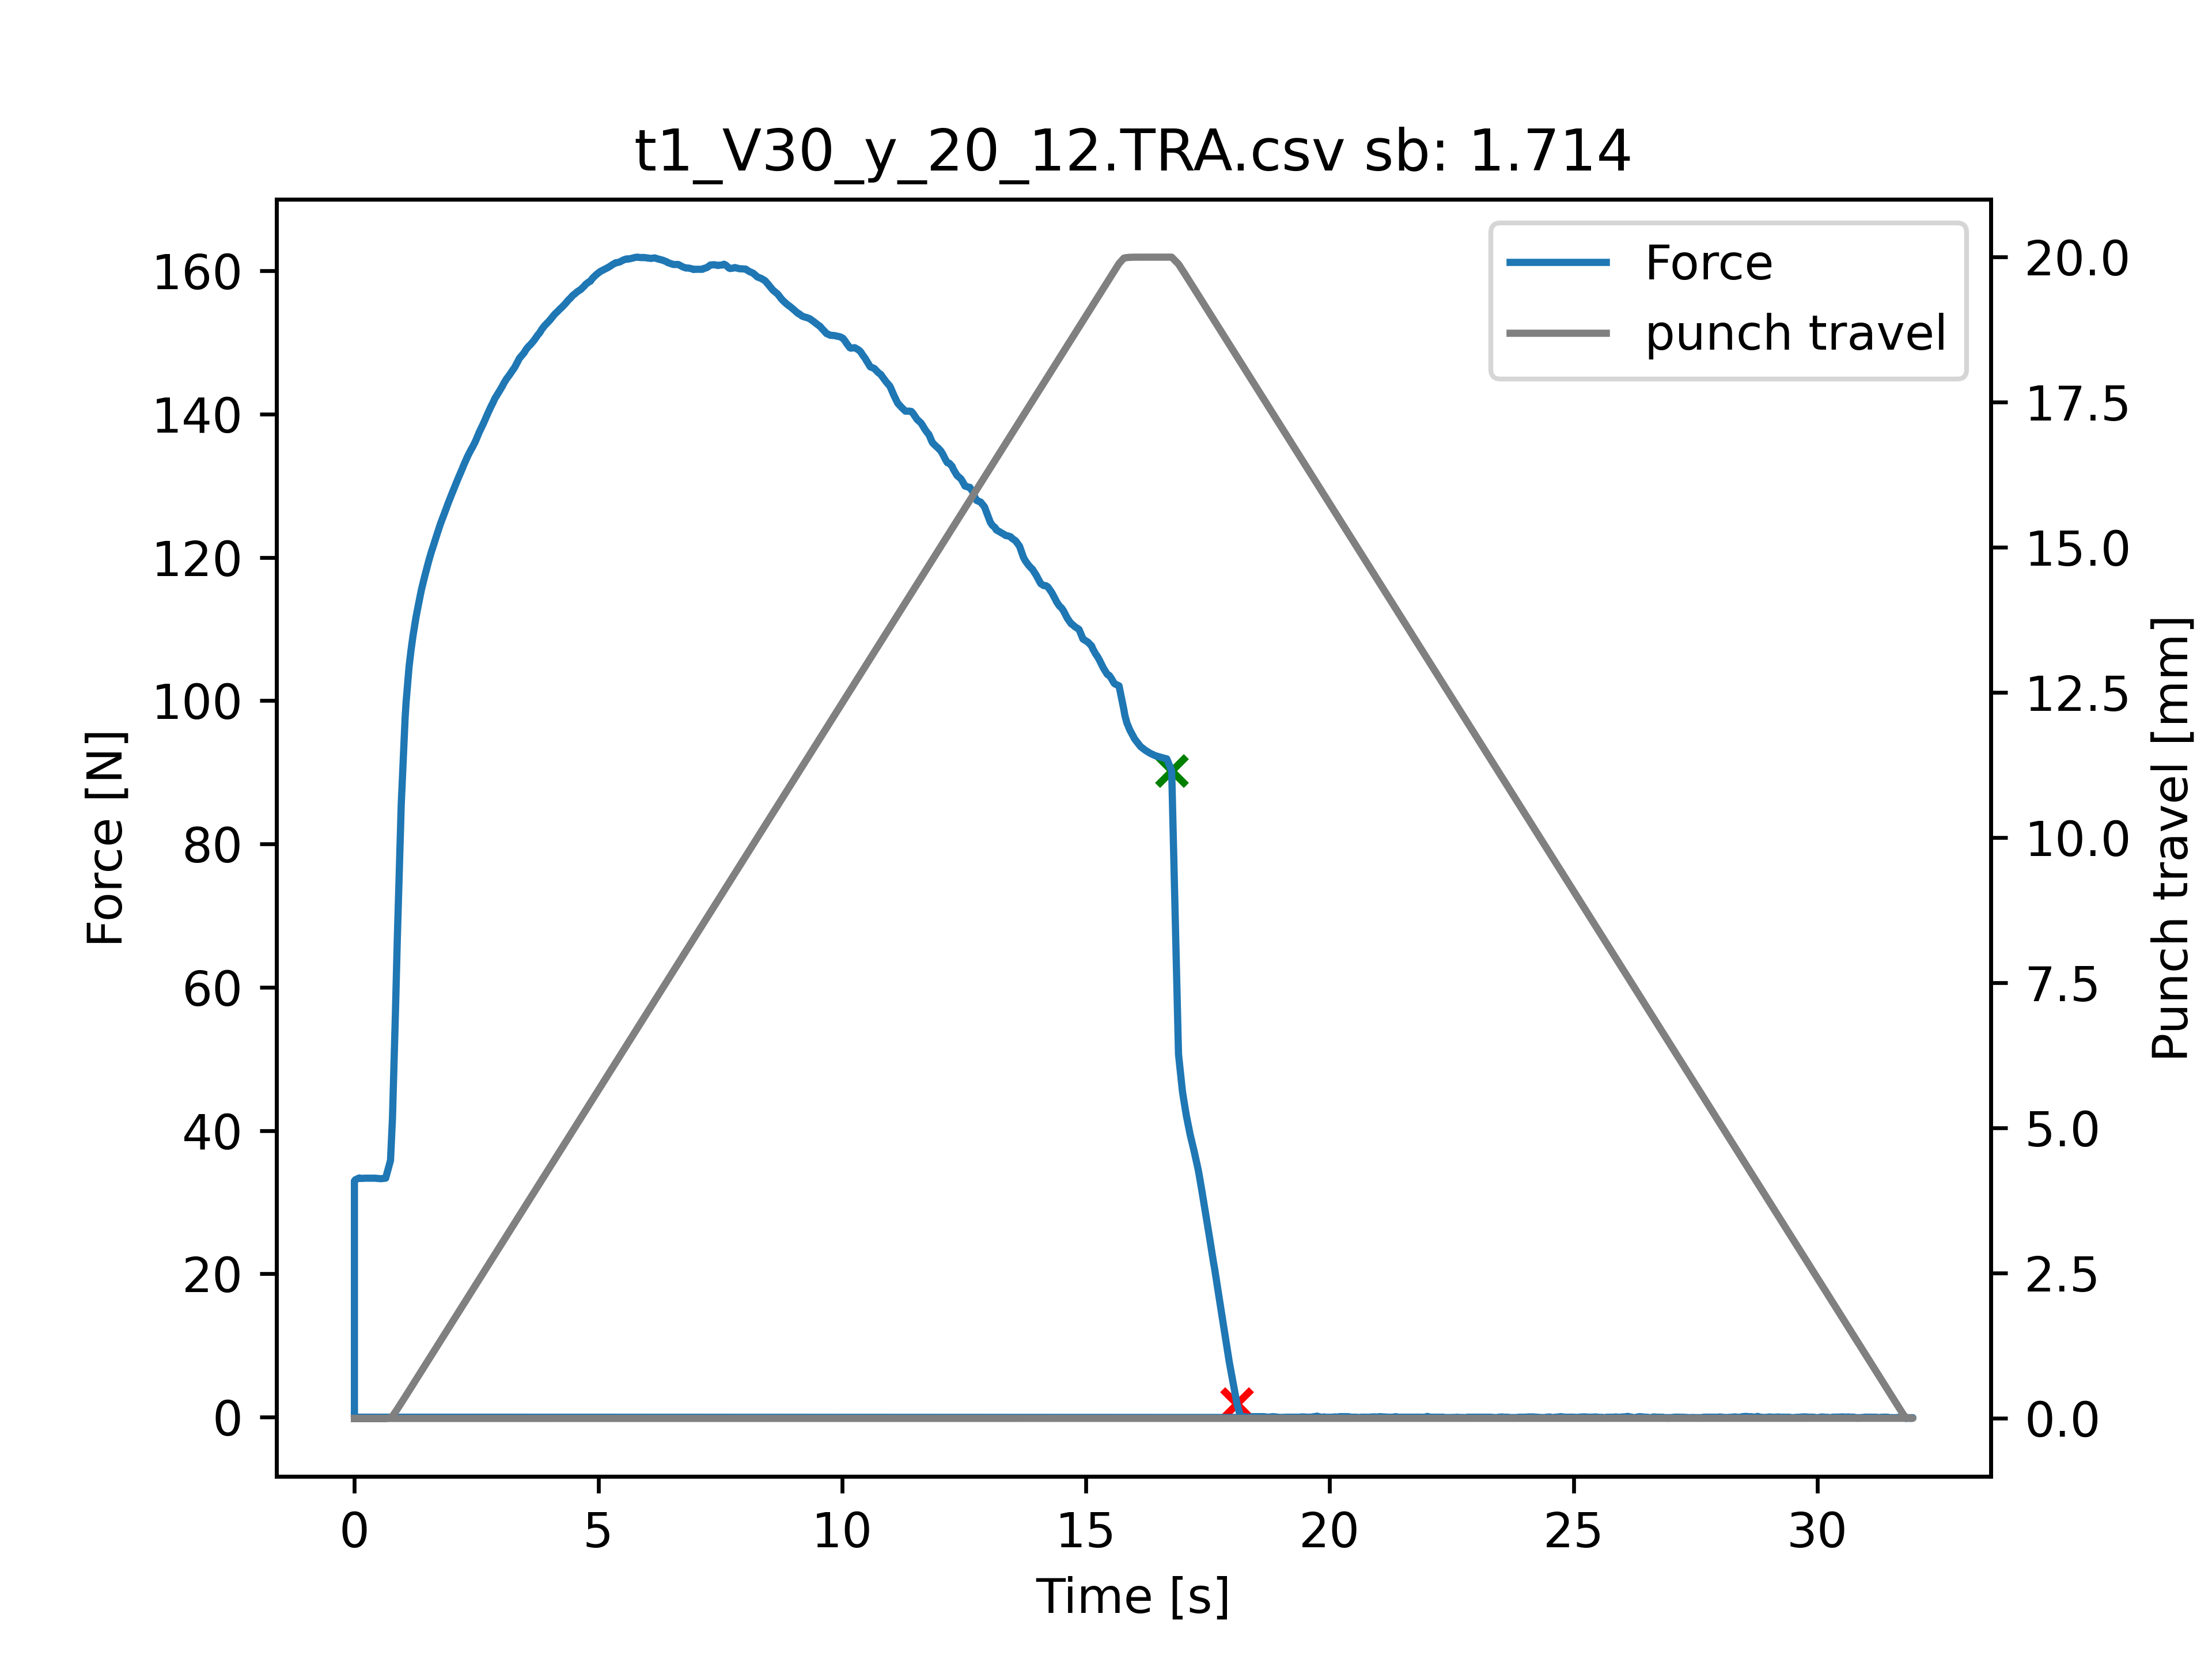 t1_V30_y_20_12.TRA.csv sb: 1.714
Force
punch travel
Force [N]
160
140
120
100
80
60
40
20
0
20.0
17.5
15.0
12.5
10.0
7.5
5.0
2.5
0.0
Punch travel [mm]
0 5 10 15 20 25 30
Time [s]